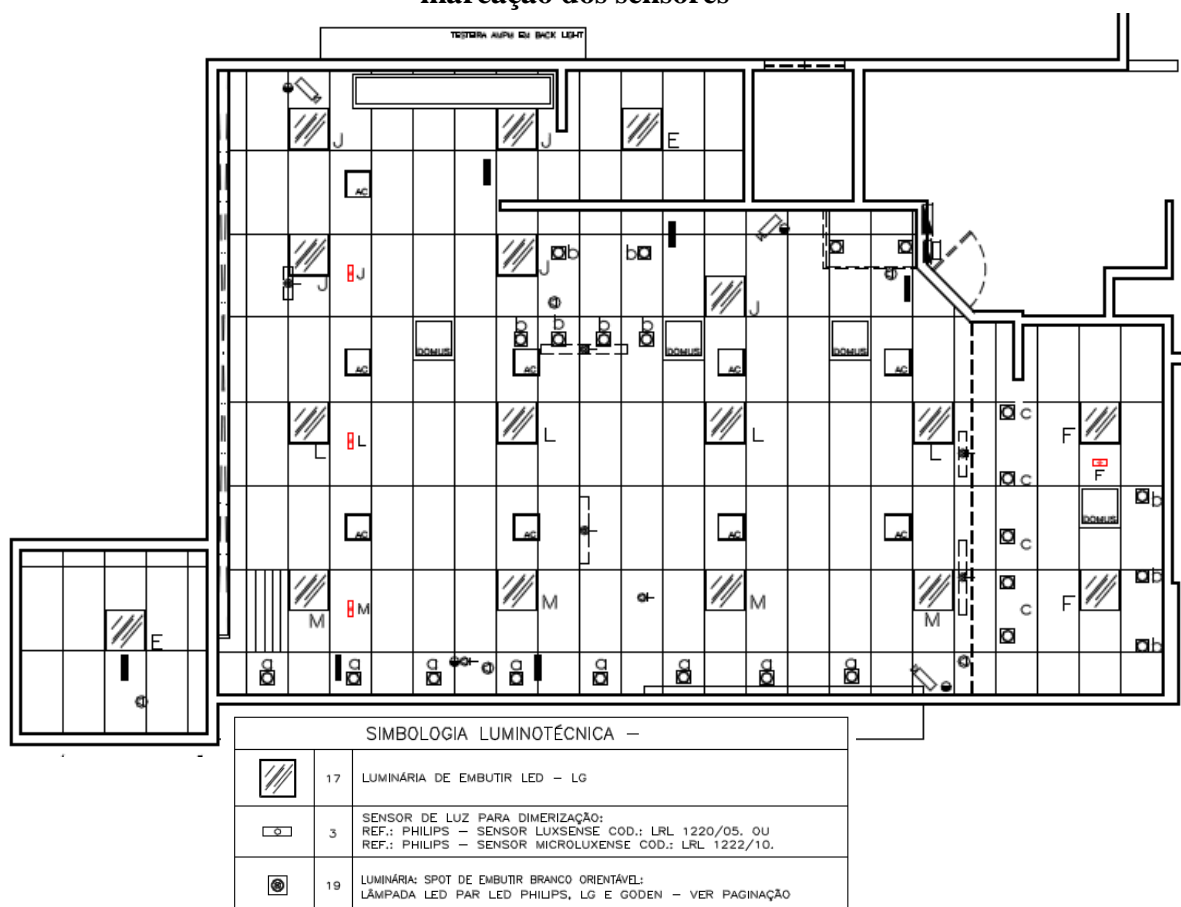 marcação dos sensores
TESTEIRA AMPM EM BACK LIGHT
J J E
AC
J J b b
J
J
b b b b
DOMUS DOMUS DOMUS
AC AC AC AC
c
L L L L F
L
F
c
b
DOMUS
AC AC AC AC
c
b
M M M M c F
M
E
b
a a a a a a a a
SIMBOLOGIA LUMINOTÉCNICA –
17 LUMINÁRIA DE EMBUTIR LED – LG
3 SENSOR DE LUZ PARA DIMERIZAÇÃO:
REF.: PHILIPS – SENSOR LUXSENSE COD.: LRL 1220/05. OU
REF.: PHILIPS – SENSOR MICROLUXENSE COD.: LRL 1222/10.
19 LUMINÁRIA: SPOT DE EMBUTIR BRANCO ORIENTÁVEL:
LÂMPADA LED PAR LED PHILIPS, LG E GODEN – VER PAGINAÇÃO